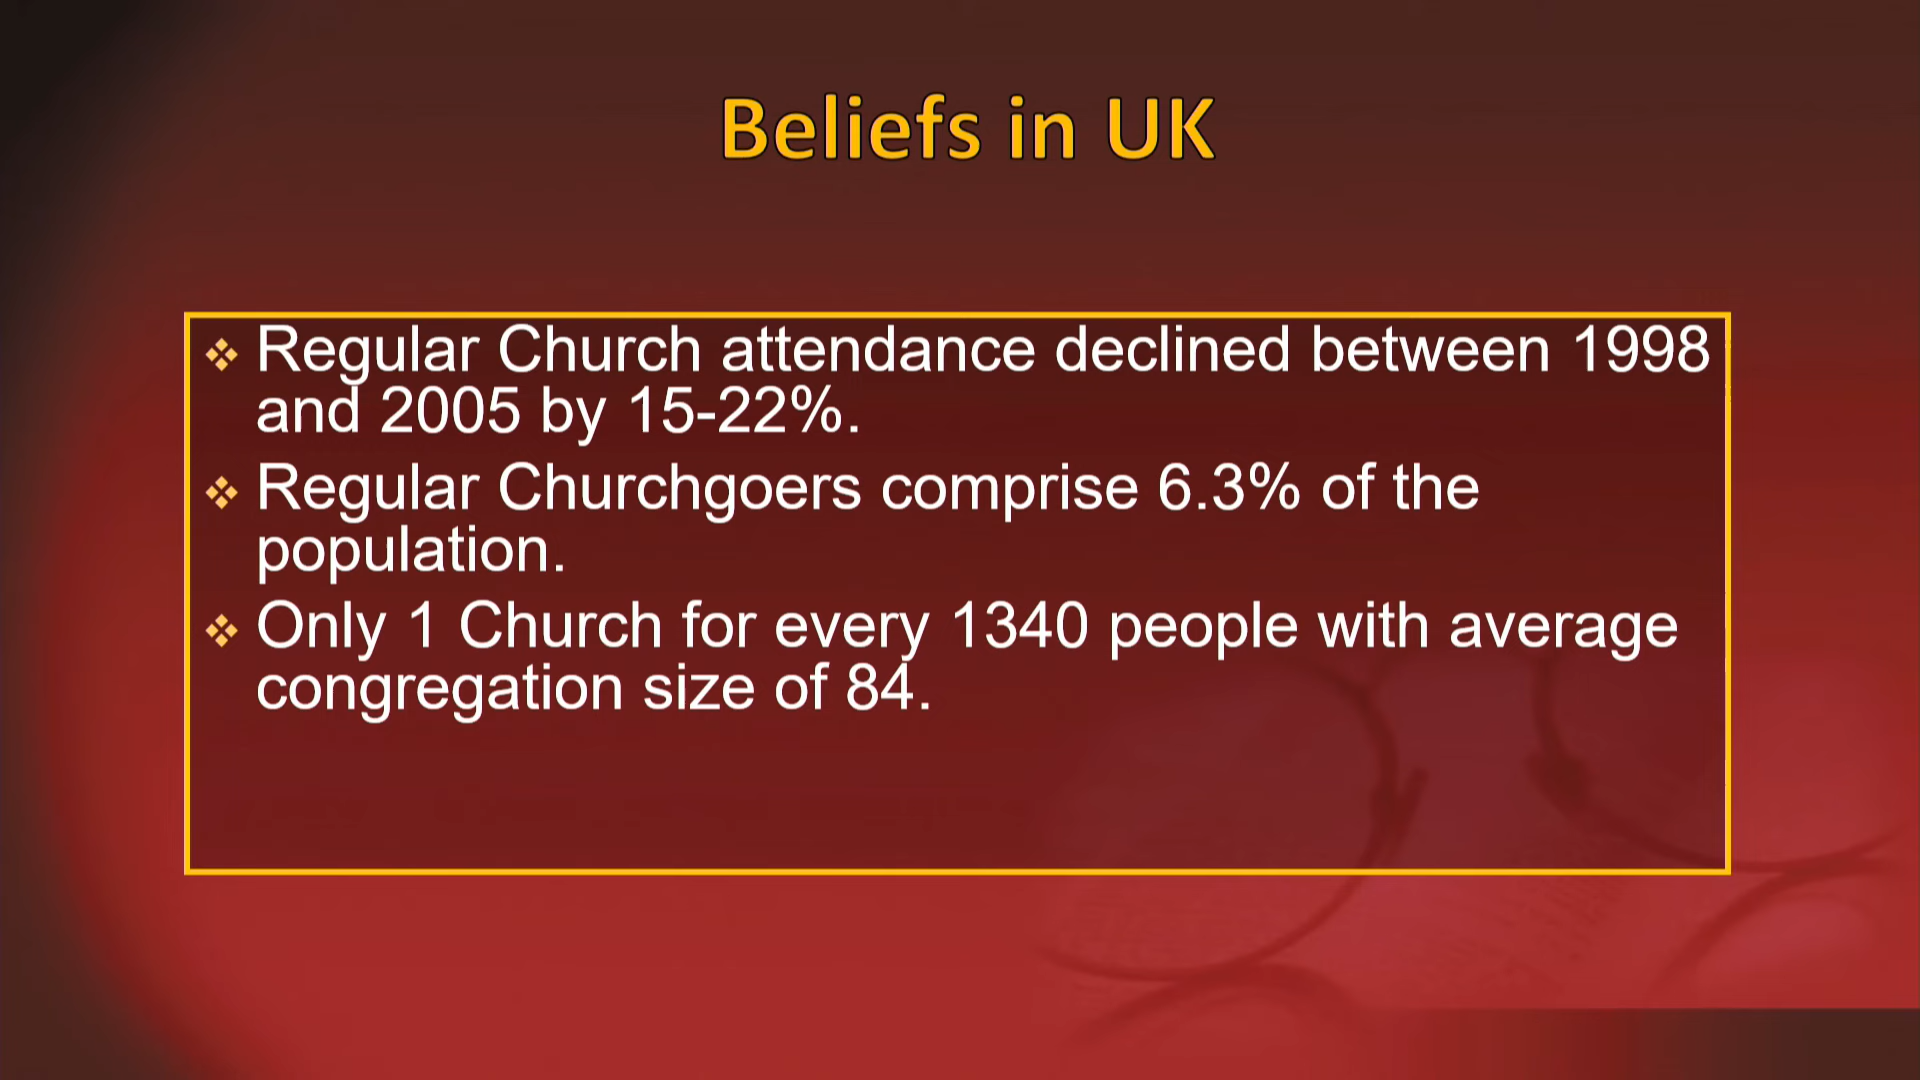 Beliefs in UK
❖ Regular Church attendance declined between 1998
and 2005 by 15-22%.
❖ Regular Churchgoers comprise 6.3% of the
population.
❖ Only 1 Church for every 1340 people with average
congregation size of 84.